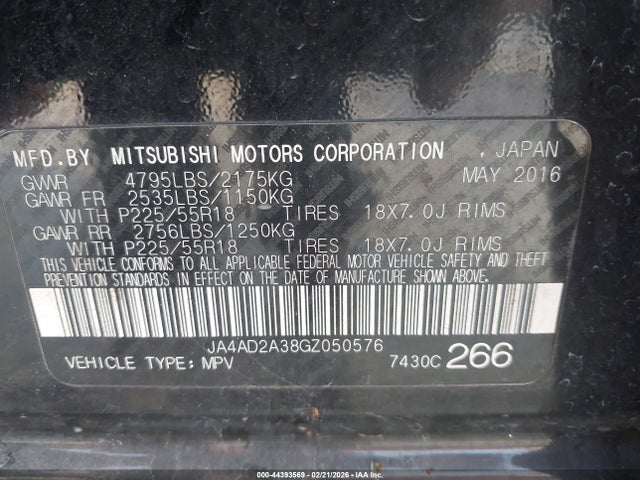 MFD.BY MITSUBISHI MOTORS CORPORATION , JAPAN
GVWR 4795LBS/2175KG MAY 2016
GAWR FR 2535LBS/1150KG
WITH P225/55R18 TIRES 18X7.0J RIMS
GAWR RR 2756LBS/1250KG
WITH P225/55R18 TIRES 18X7.0J RIMS
THIS VEHICLE CONFORMS TO ALL APPLICABLE FEDERAL MOTOR VEHICLE SAFETY AND THEFT
PREVENTION STANDARDS IN EFFECT ON THE DATE OF MANUFACTURE SHOWN ABOVE.
JA4AD2A38GZ050576
VEHICLE TYPE: MPV 7430C 266
000-44393569 - 02/21/2026 - IAAI.COM